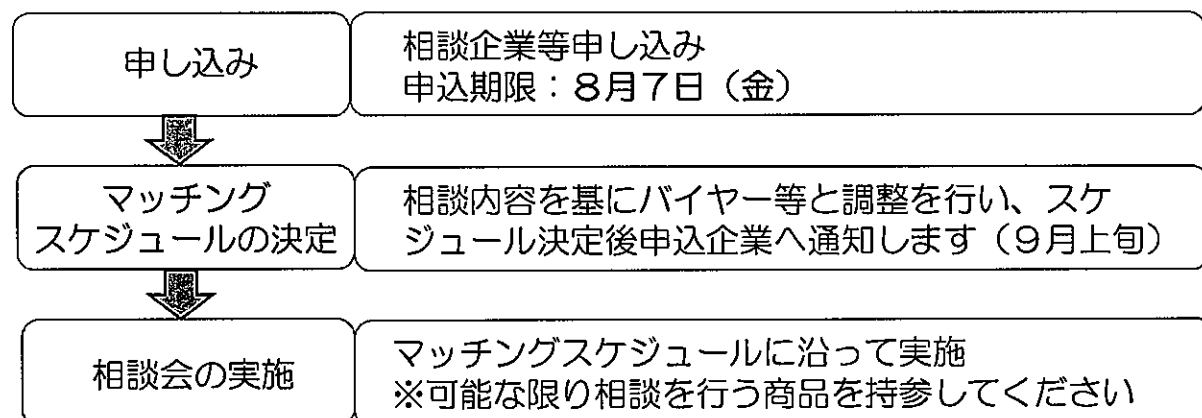 申し込み
相談企業等申し込み
申込期限：８月７日（金）
マッチング
スケジュールの決定
相談内容を基にバイヤー等と調整を行い、スケ
ジュール決定後申込企業へ通知します（９月上旬）
相談会の実施
マッチングスケジュールに沿って実施
※可能な限り相談を行う商品を持参してください